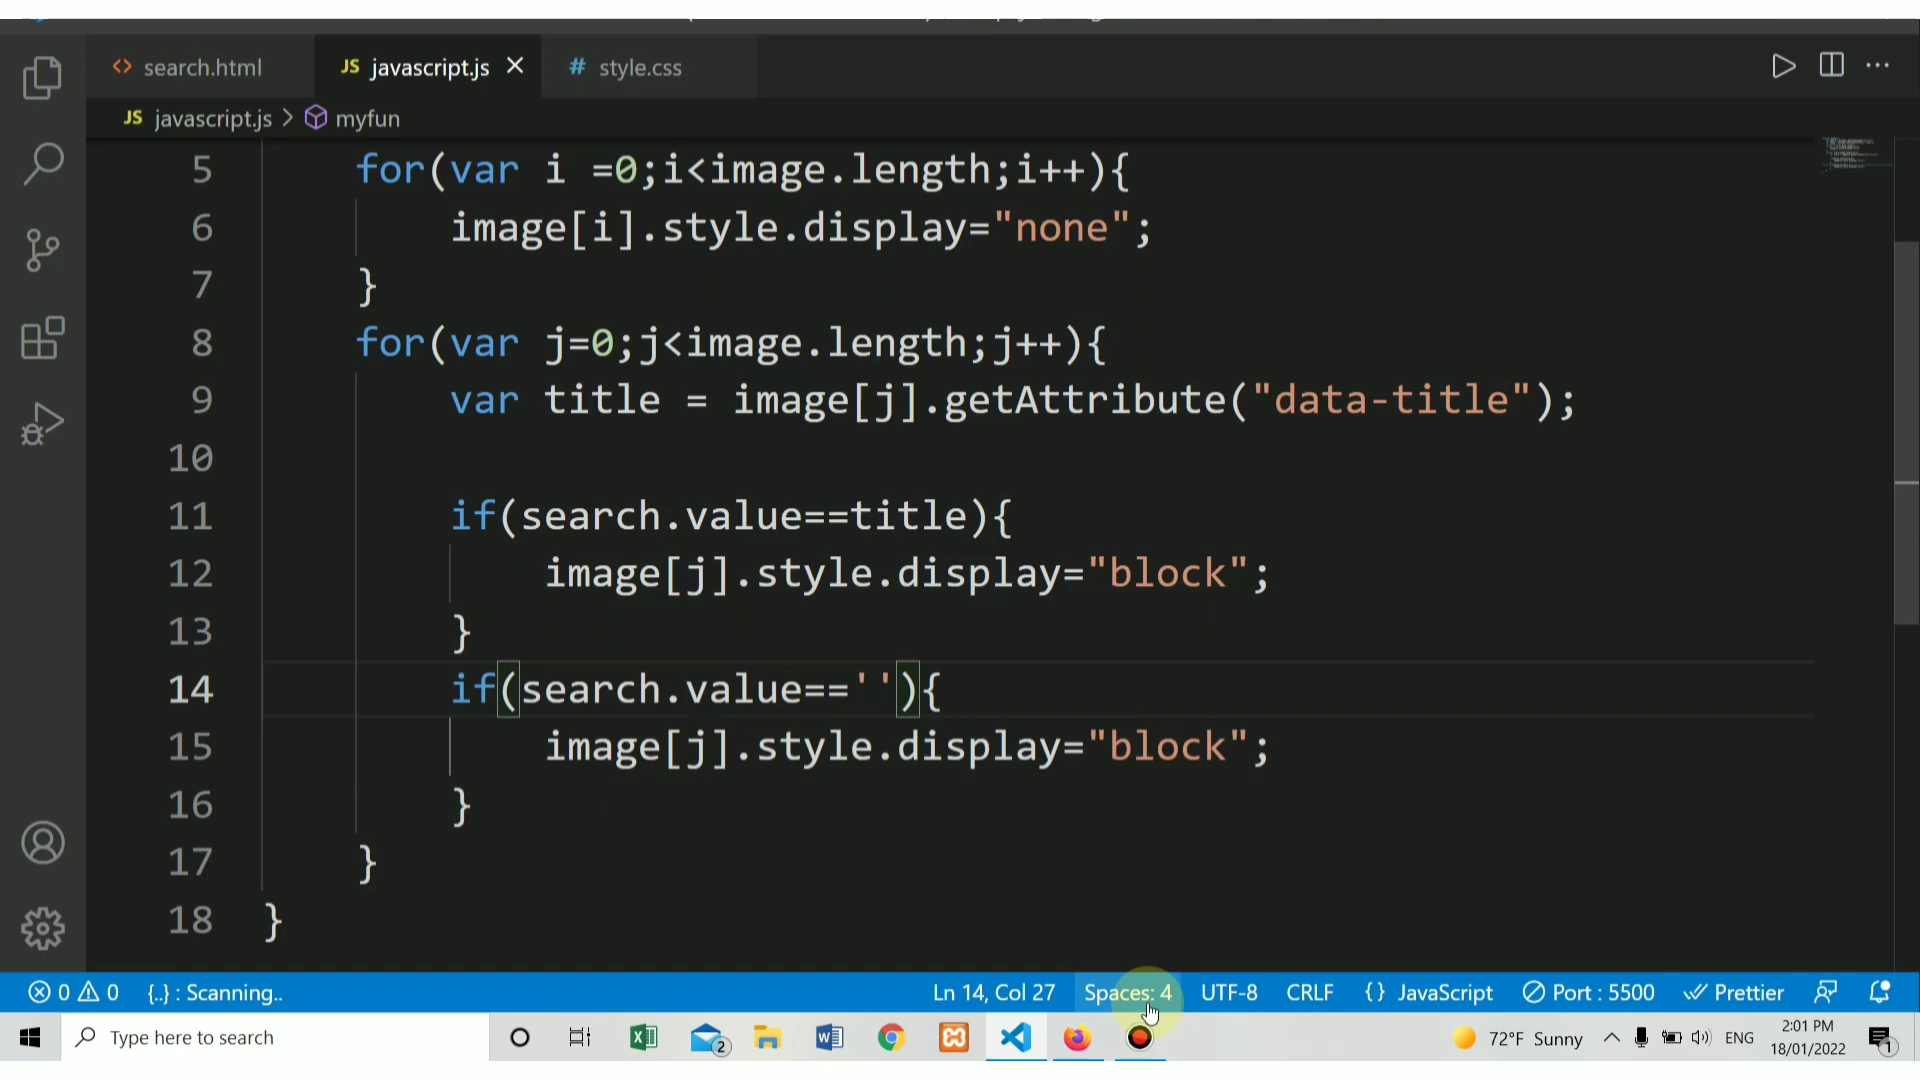 search.html JS javascript.js # style.css
JS javascript.js > myfun
5 for(var i =0;i<image.length;i++){
6 image[i].style.display="none";
7 }
8 for(var j=0;j<image.length;j++){
9 var title = image[j].getAttribute("data-title");
10
11 if(search.value==title){
12 image[j].style.display="block";
13 }
14 if(search.value==''){
15 image[j].style.display="block";
16 }
17 }
18 }
0 0 {..} : Scanning.. Ln 14, Col 27 Spaces: 4 UTF-8 CRLF {} JavaScript Port : 5500 Prettier
Type here to search 2 72°F Sunny ENG 2:01 PM
18/01/2022 1